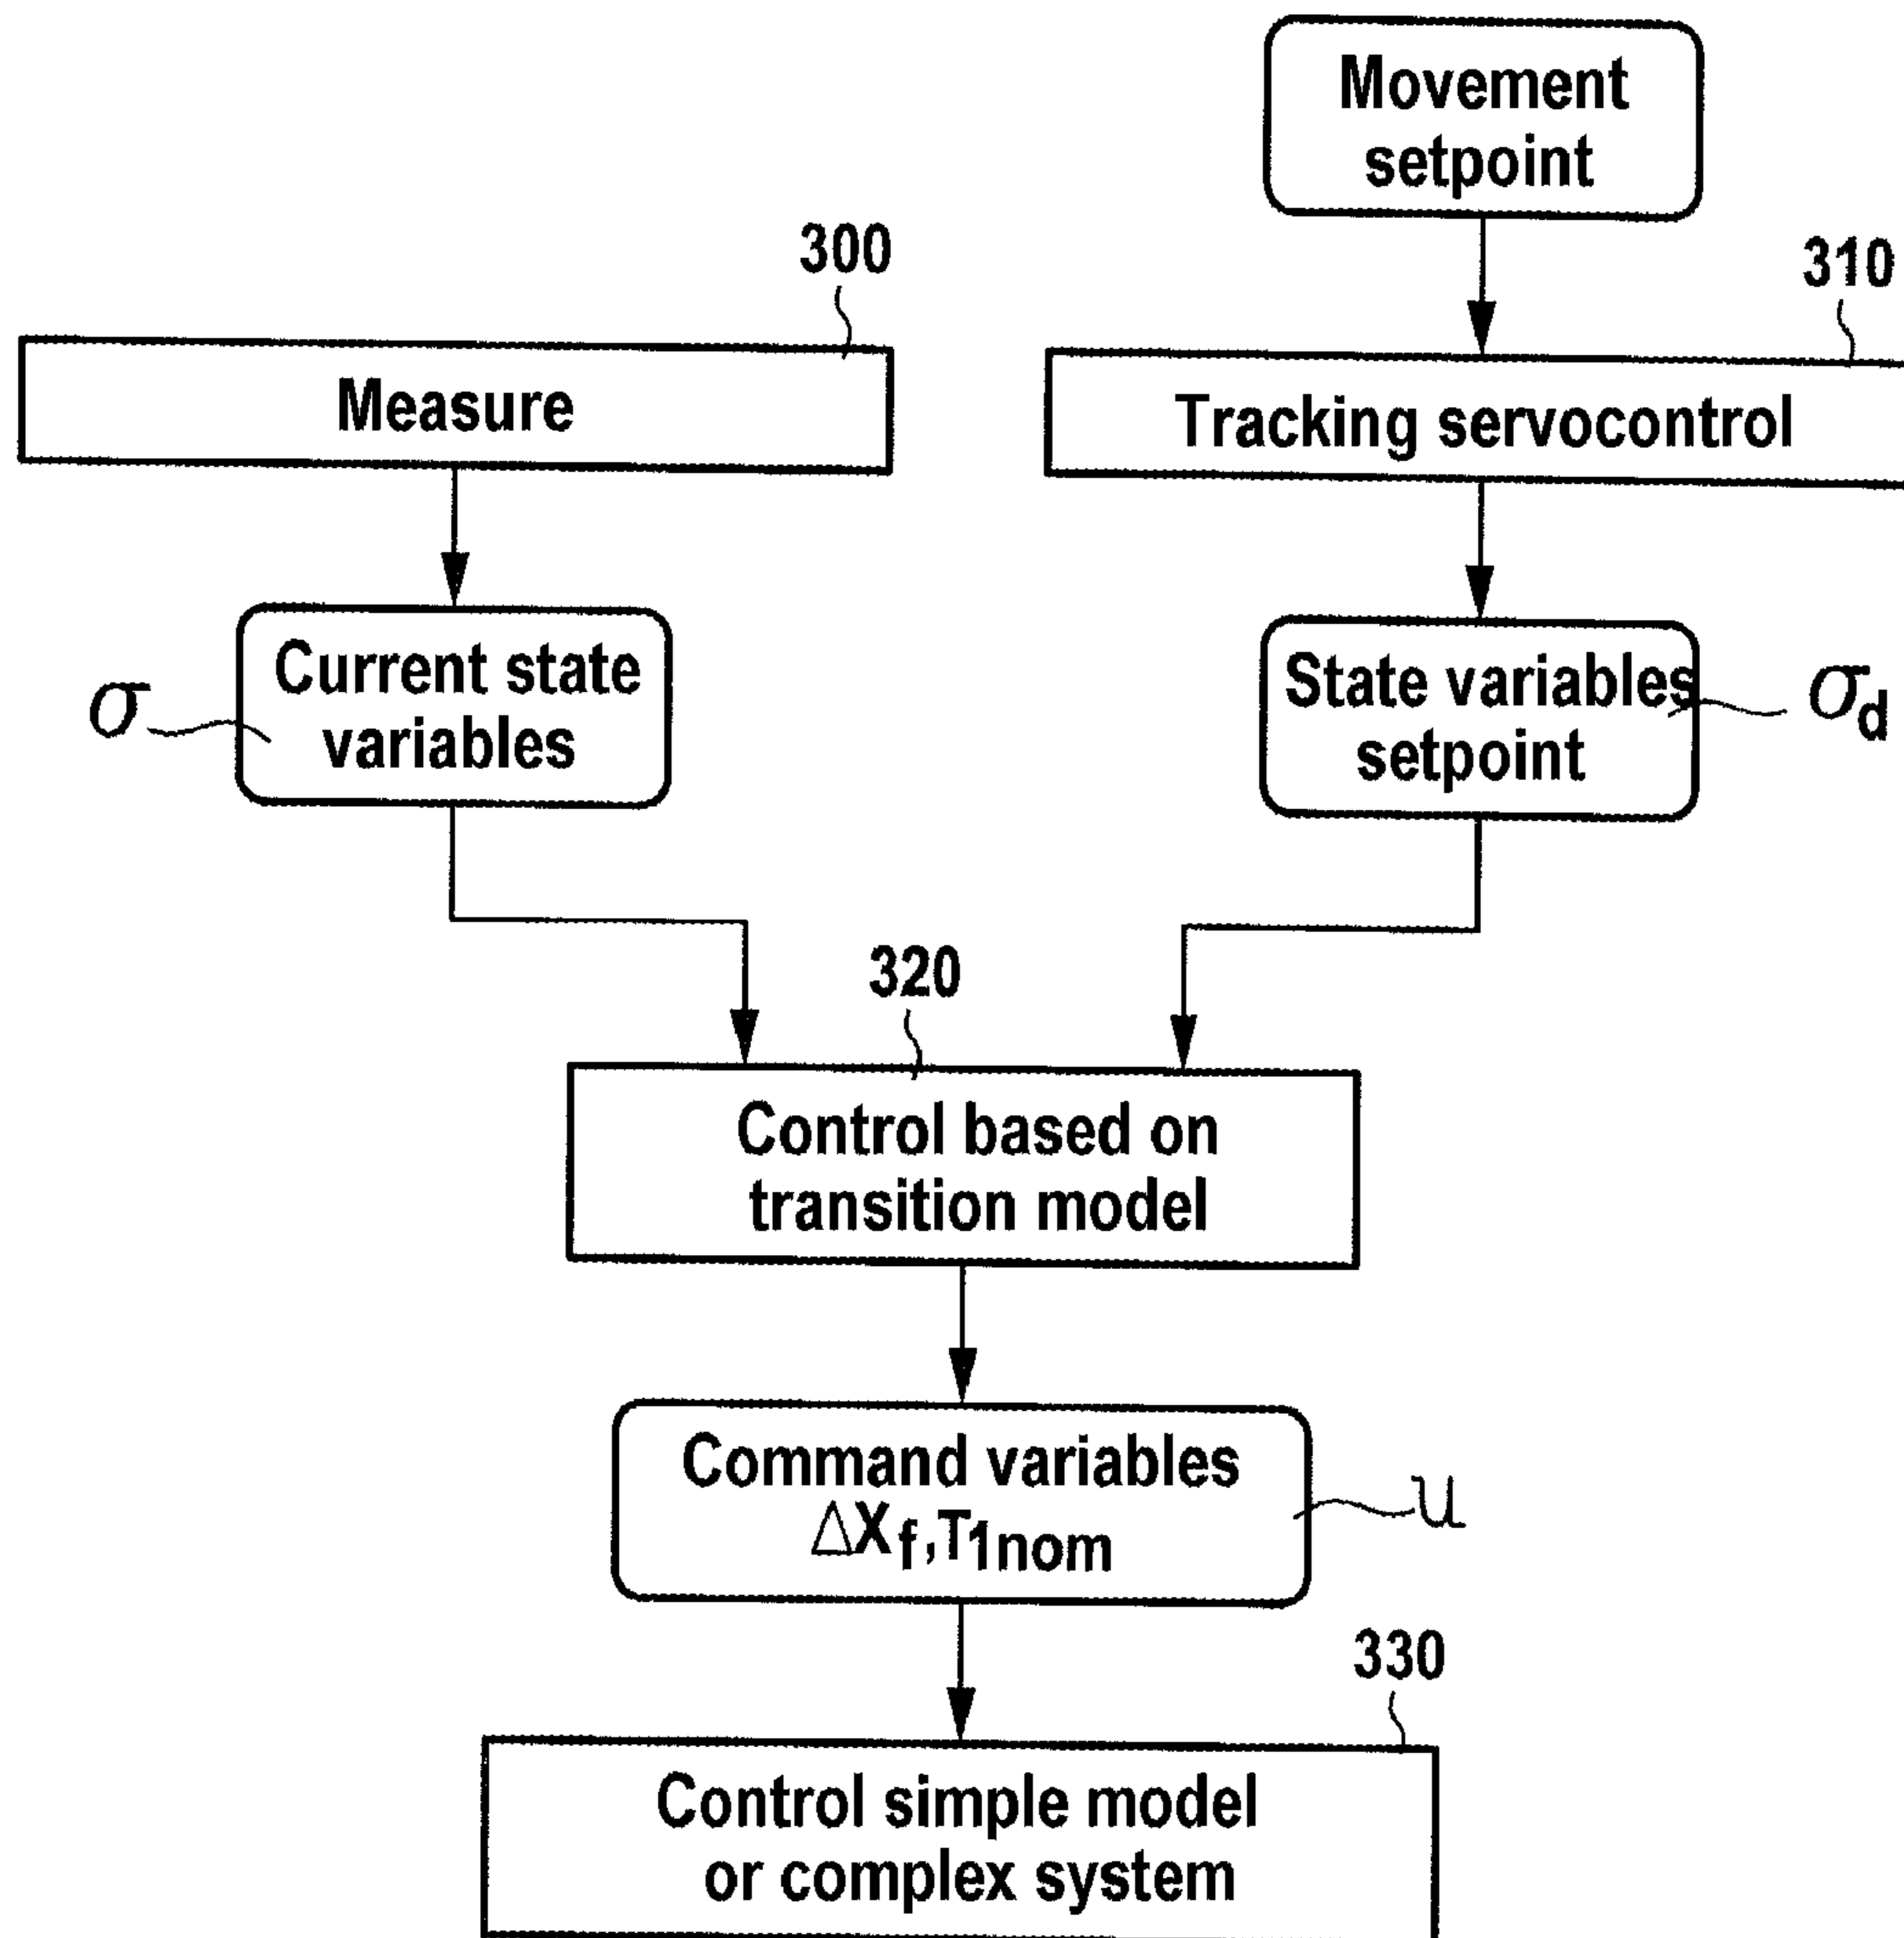 Movement
setpoint
300
310
Measure
Tracking servocontrol
Current state
variables
σ
State variables
setpoint
σd
320
Control based on
transition model
Command variables
ΔXf,T1nom
u
330
Control simple model
or complex system